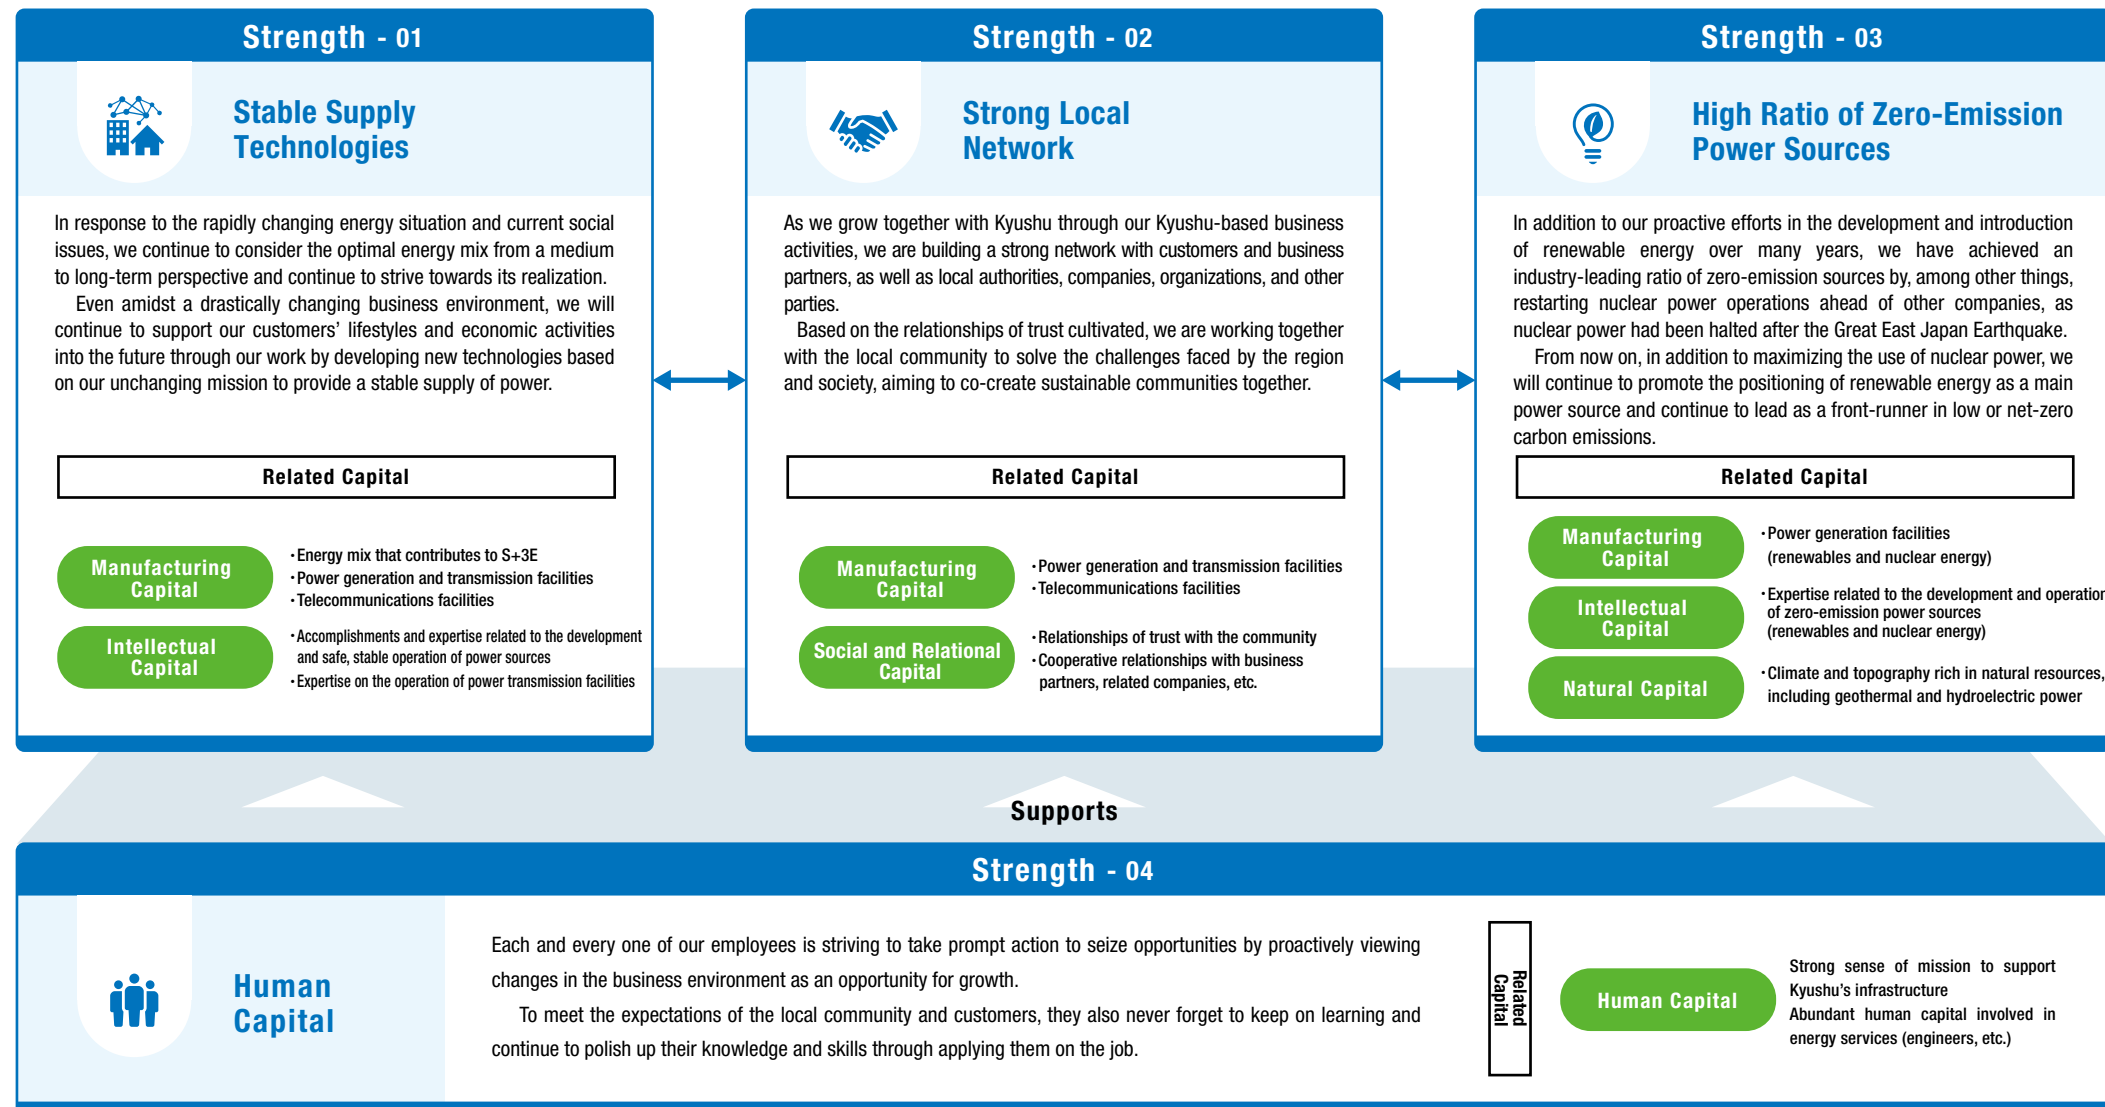 Strength - 01
Stable Supply
Technologies
In response to the rapidly changing energy situation and current social
issues, we continue to consider the optimal energy mix from a medium
to long-term perspective and continue to strive towards its realization.
Even amidst a drastically changing business environment, we will
continue to support our customers’ lifestyles and economic activities
into the future through our work by developing new technologies based
on our unchanging mission to provide a stable supply of power.
Related Capital
Manufacturing
Capital
・Energy mix that contributes to S+3E
・Power generation and transmission facilities
・Telecommunications facilities
Intellectual
Capital
・Accomplishments and expertise related to the development
and safe, stable operation of power sources
・Expertise on the operation of power transmission facilities
Strength - 02
Strong Local
Network
As we grow together with Kyushu through our Kyushu-based business
activities, we are building a strong network with customers and business
partners, as well as local authorities, companies, organizations, and other
parties.
Based on the relationships of trust cultivated, we are working together
with the local community to solve the challenges faced by the region
and society, aiming to co-create sustainable communities together.
Related Capital
Manufacturing
Capital
・Power generation and transmission facilities
・Telecommunications facilities
Social and Relational
Capital
・Relationships of trust with the community
・Cooperative relationships with business
partners, related companies, etc.
Strength - 03
High Ratio of Zero-Emission
Power Sources
In addition to our proactive efforts in the development and introduction
of renewable energy over many years, we have achieved an
industry-leading ratio of zero-emission sources by, among other things,
restarting nuclear power operations ahead of other companies, as
nuclear power had been halted after the Great East Japan Earthquake.
From now on, in addition to maximizing the use of nuclear power, we
will continue to promote the positioning of renewable energy as a main
power source and continue to lead as a front-runner in low or net-zero
carbon emissions.
Related Capital
Manufacturing
Capital
・Power generation facilities
(renewables and nuclear energy)
Intellectual
Capital
・Expertise related to the development and operation
of zero-emission power sources
(renewables and nuclear energy)
Natural Capital
・Climate and topography rich in natural resources,
including geothermal and hydroelectric power
Supports
Strength - 04
Human
Capital
Each and every one of our employees is striving to take prompt action to seize opportunities by proactively viewing
changes in the business environment as an opportunity for growth.
To meet the expectations of the local community and customers, they also never forget to keep on learning and
continue to polish up their knowledge and skills through applying them on the job.
Related
Capital
Human Capital
Strong sense of mission to support
Kyushu’s infrastructure
Abundant human capital involved in
energy services (engineers, etc.)